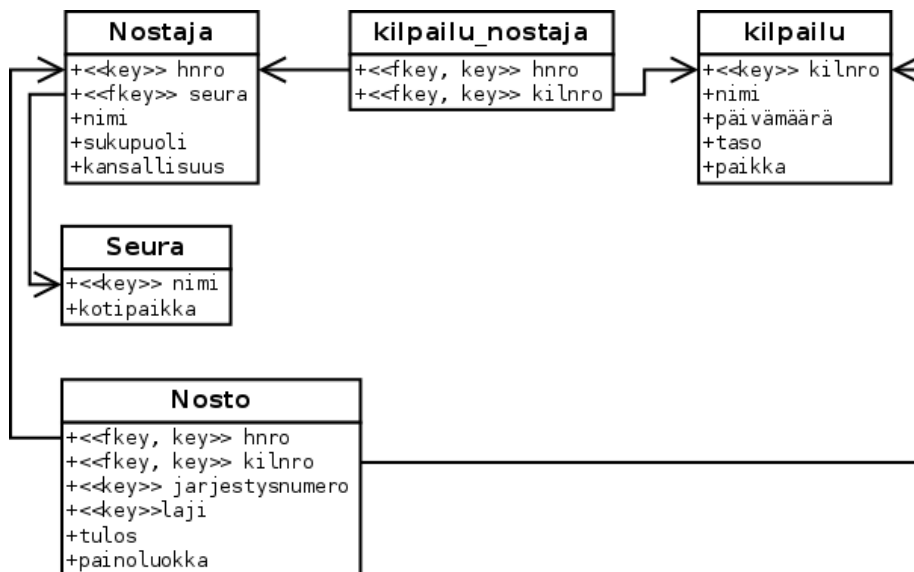 Nostaja
+<<key>> hnro
+<<fkey>> seura
+nimi
+sukupuoli
+kansallisuus
kilpailu_nostaja
+<<fkey, key>> hnro
+<<fkey, key>> kilnro
kilpailu
+<<key>> kilnro
+nimi
+päivämäärä
+taso
+paikka
Seura
+<<key>> nimi
+kotipaikka
Nosto
+<<fkey, key>> hnro
+<<fkey, key>> kilnro
+<<key>> jarjestysnumero
+<<key>>laji
+tulos
+painoluokka